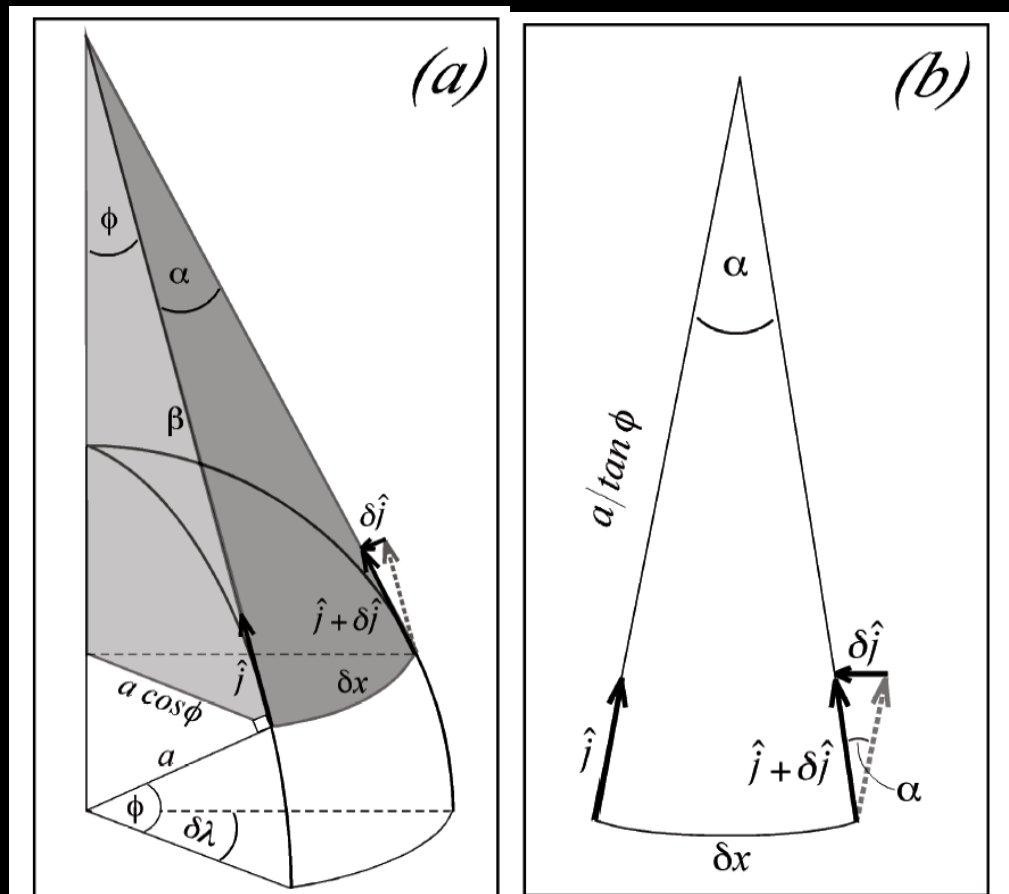 (a)
ϕ
α
β
δĵ
ĵ + δĵ
ĵ
δx
a cosϕ
a
ϕ
δλ
(b)
α
a/tan ϕ
δĵ
ĵ
ĵ + δĵ
α
δx